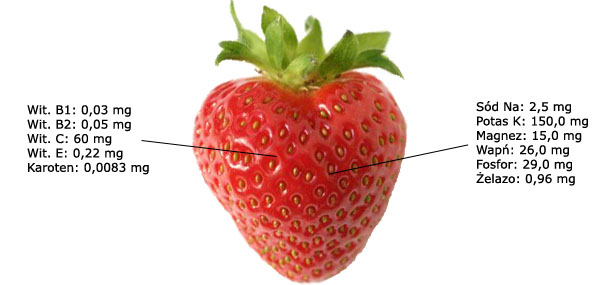 Wit. B1: 0,03 mg
Wit. B2: 0,05 mg
Wit. C: 60 mg
Wit. E: 0,22 mg
Karoten: 0,0083 mg
Sód Na: 2,5 mg
Potas K: 150,0 mg
Magnez: 15,0 mg
Wapń: 26,0 mg
Fosfor: 29,0 mg
Żelazo: 0,96 mg